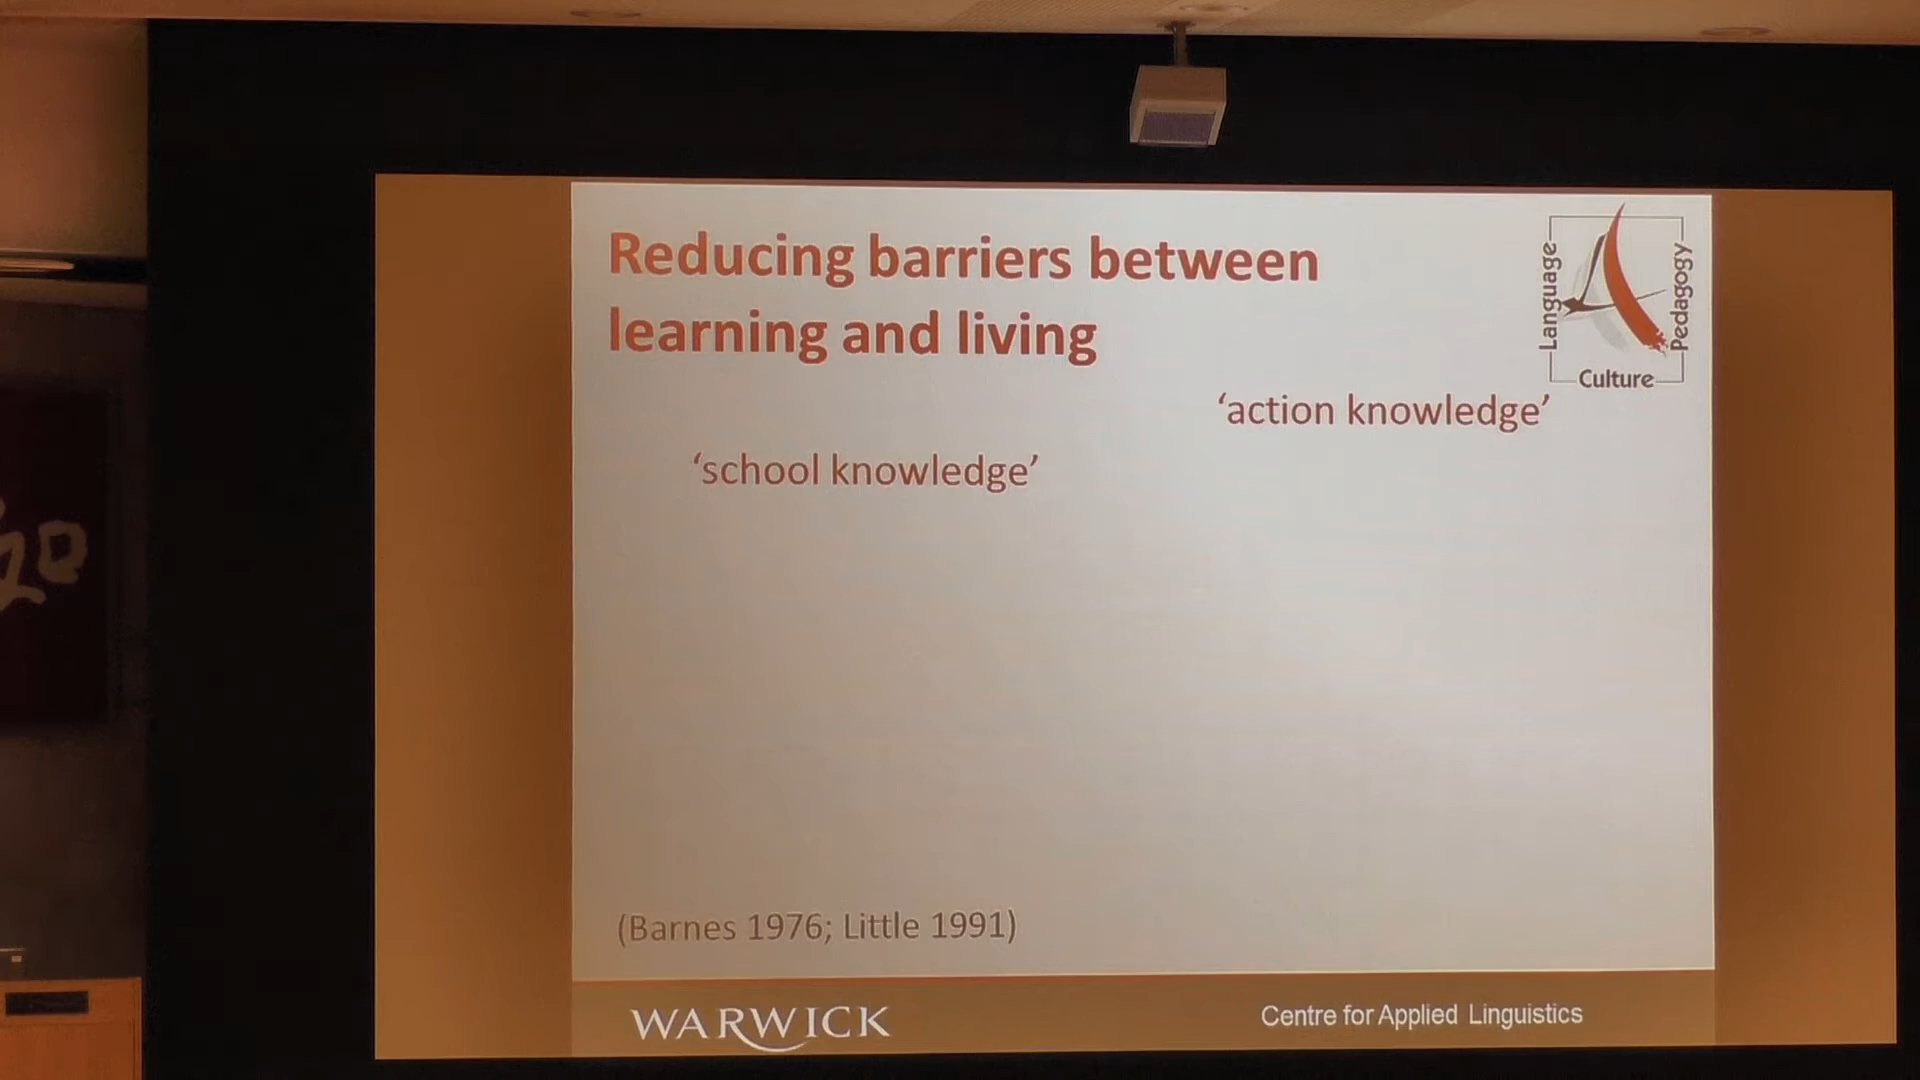 Reducing barriers between
learning and living
Language
Pedagogy
Culture
‘action knowledge’
‘school knowledge’
(Barnes 1976; Little 1991)
WARWICK
Centre for Applied Linguistics